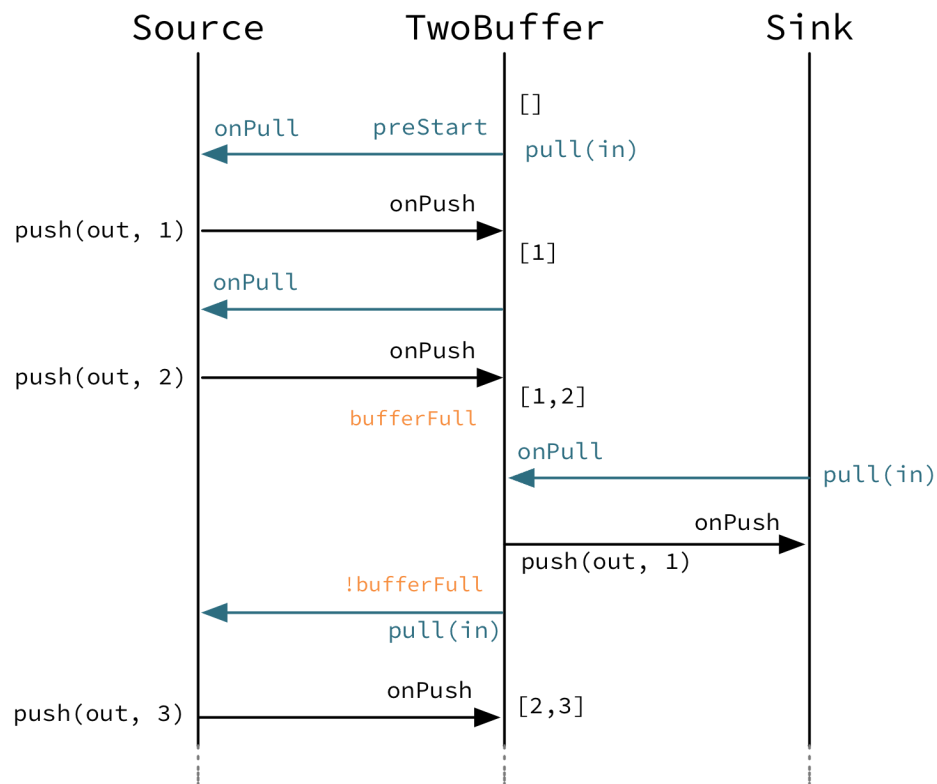 Source TwoBuffer Sink
[]
onPull preStart
pull(in)
onPush
push(out, 1)
[1]
onPull
onPush
push(out, 2)
[1,2]
bufferFull
onPull
pull(in)
onPush
push(out, 1)
!bufferFull
pull(in)
onPush
[2,3]
push(out, 3)